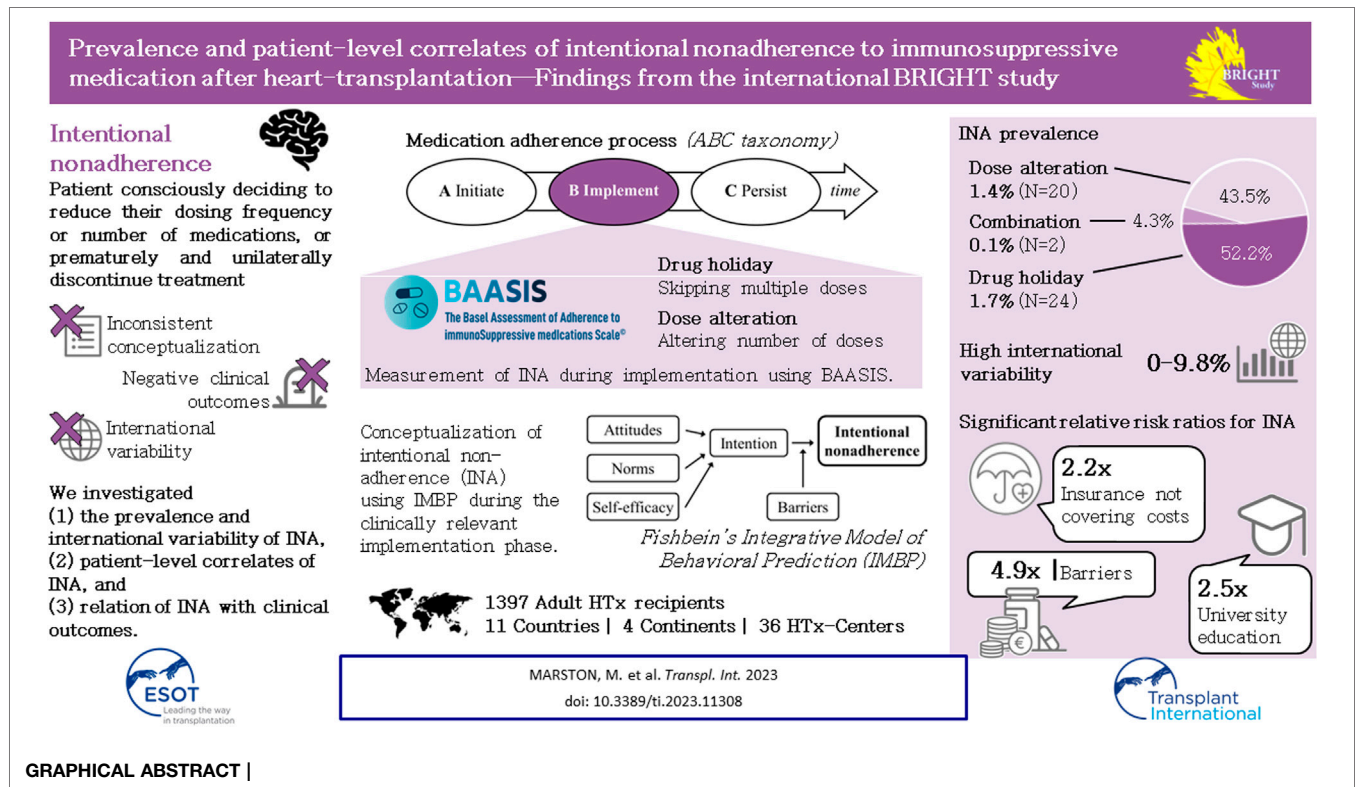 Prevalence and patient-level correlates of intentional nonadherence to immunosuppressive
medication after heart-transplantation—Findings from the international BRIGHT study
BRIGHT
Study
Intentional
nonadherence
Patient consciously deciding to
reduce their dosing frequency
or number of medications, or
prematurely and unilaterally
discontinue treatment
Inconsistent
conceptualization
Negative clinical
outcomes
International
variability
We investigated
(1) the prevalence and
international variability of INA,
(2) patient-level correlates of
INA, and
(3) relation of INA with clinical
outcomes.
Medication adherence process (ABC taxonomy)
A Initiate
B Implement
C Persist
time
BAASIS
The Basel Assessment of Adherence to
immunoSuppressive medIcations Scale©
Drug holiday
Skipping multiple doses
Dose alteration
Altering number of doses
Measurement of INA during implementation using BAASIS.
Conceptualization of
intentional non-
adherence (INA)
using IMBP during the
clinically relevant
implementation phase.
Attitudes
Norms
Self-efficacy
Intention
Intentional
nonadherence
Barriers
Fishbein's Integrative Model of
Behavioral Prediction (IMBP)
1397 Adult HTx recipients
11 Countries | 4 Continents | 36 HTx-Centers
INA prevalence
Dose alteration
1.4% (N=20)
Combination
0.1% (N=2)
Drug holiday
1.7% (N=24)
43.5%
4.3%
52.2%
High international
variability
0-9.8%
Significant relative risk ratios for INA
2.2x
Insurance not
covering costs
4.9x |Barriers
2.5x
University
education
€
ESOT
Leading the way
in transplantation
MARSTON, M. et al. Transpl. Int. 2023
doi: 10.3389/ti.2023.11308
Transplant
International
GRAPHICAL ABSTRACT |